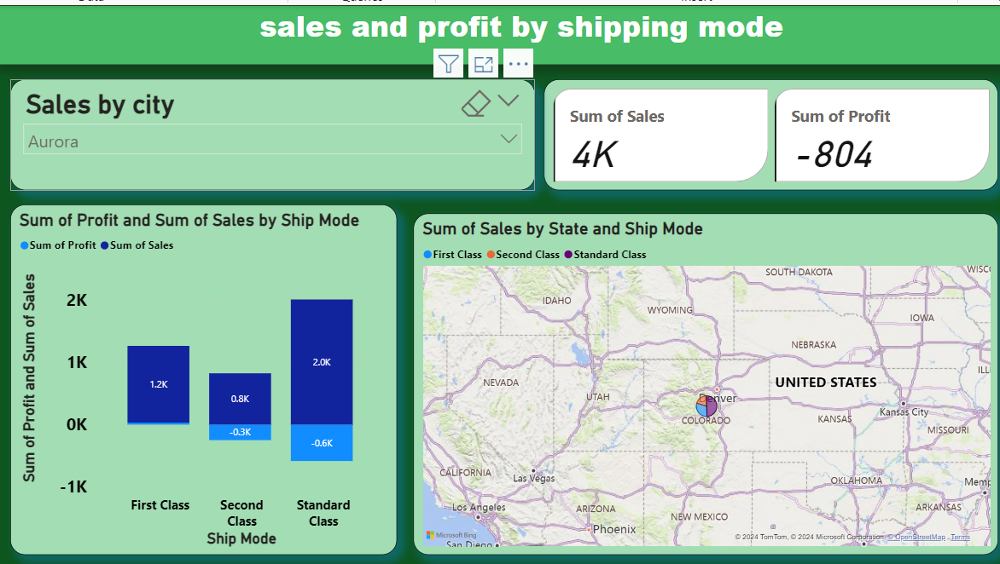 sales and profit by shipping mode
Sales by city
Aurora
Sum of Sales
4K
Sum of Profit
-804
Sum of Profit and Sum of Sales by Ship Mode
Sum of Profit Sum of Sales
Sum of Profit and Sum of Sales
2K
1K
0K
-1K
1.2K
0.8K
2.0K
-0.3K
-0.6K
First Class
Second
Class
Standard
Class
Ship Mode
Sum of Sales by State and Ship Mode
First Class Second Class Standard Class
SOUTH DAKOTA
IDAHO
WYOMING
IOWA
NEBRASKA
NEVADA
UNITED STATES
UTAH
Denver
COLORADO
KANSAS
Kansas City
MISSOURI
CALIFORNIA
Las Vegas
OKLAHOMA
Los Angeles
ARIZONA
NEW MEXICO
ARKANSAS
Phoenix
Microsoft Bing
© 2024 TomTom, © 2024 Microsoft Corporation, © OpenStreetMap Terms
San Diego